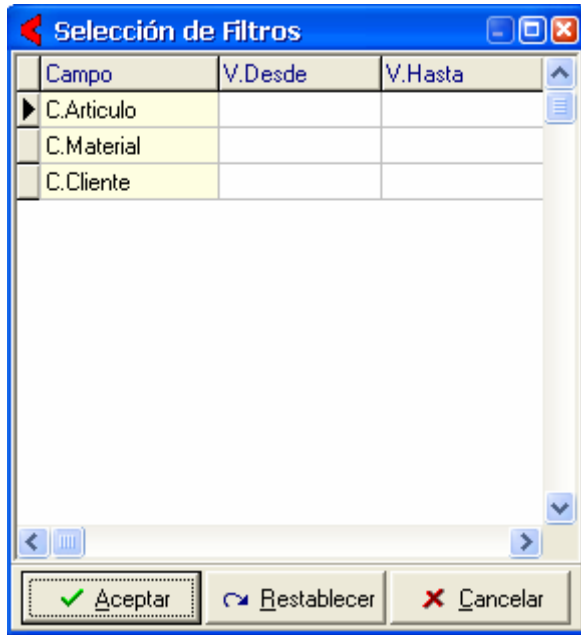 Selección de Filtros
Campo V.Desde V.Hasta
C.Articulo
C.Material
C.Cliente
Aceptar Restablecer Cancelar